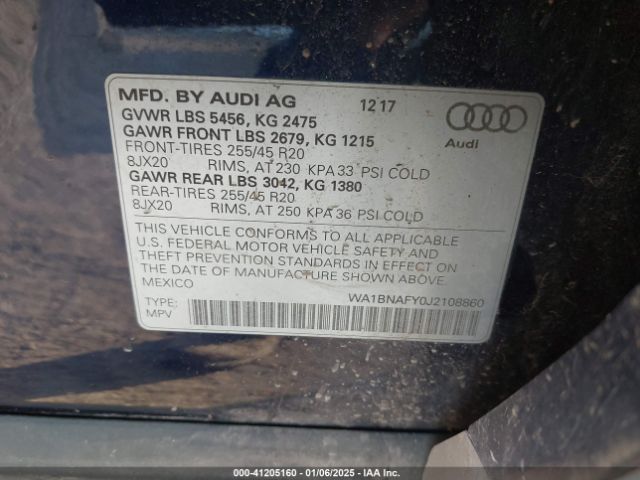 MFD. BY AUDI AG 12 17
GVWR LBS 5456, KG 2475
GAWR FRONT LBS 2679, KG 1215
FRONT-TIRES 255/45 R20
8JX20 RIMS, AT 230 KPA 33 PSI COLD
GAWR REAR LBS 3042, KG 1380
REAR-TIRES 255/45 R20
8JX20 RIMS, AT 250 KPA 36 PSI COLD
Audi
THIS VEHICLE CONFORMS TO ALL APPLICABLE
U.S. FEDERAL MOTOR VEHICLE SAFETY AND
THEFT PREVENTION STANDARDS IN EFFECT ON
THE DATE OF MANUFACTURE SHOWN ABOVE.
MEXICO
WA1BNAFY0J2108860
TYPE:
MPV
000-41205160 - 01/06/2025 - IAA Inc.